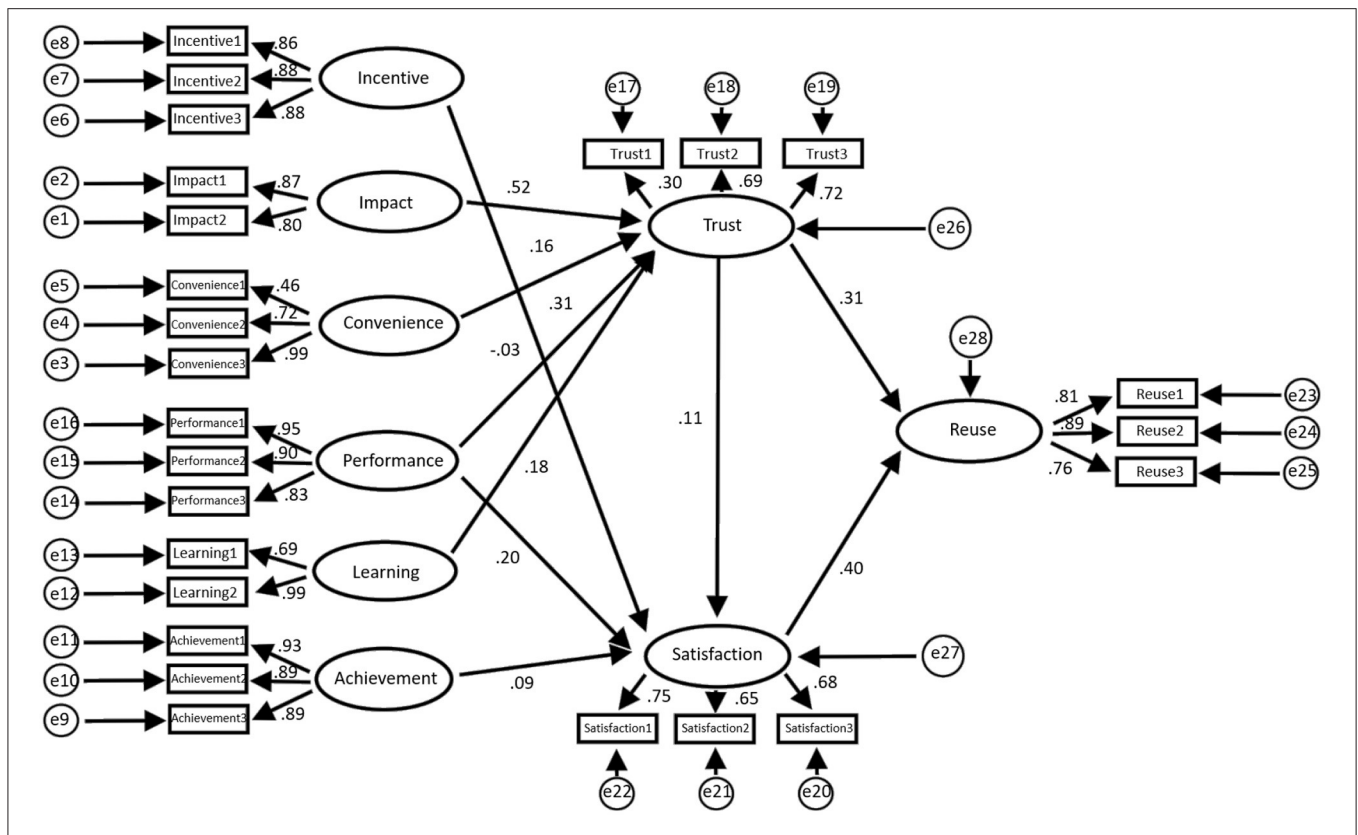 e8 Incentive1 .86
e7 Incentive2 .88
e6 Incentive3 .88
Incentive
e2 Impact1 .87
e1 Impact2 .80
Impact
e5 Convenience1 .46
e4 Convenience2 .72
e3 Convenience3 .99
Convenience
e16 Performance1 .95
e15 Performance2 .90
e14 Performance3 .83
Performance
e13 Learning1 .69
e12 Learning2 .99
Learning
e11 Achievement1 .93
e10 Achievement2 .89
e9 Achievement3 .89
Achievement
.52
.16
.31
-.03
.18
.20
.09
e17 e18 e19
Trust1 Trust2 Trust3
.30 .69 .72
Trust
e26
.11
.31
.40
e28
Reuse
.81 Reuse1 e23
.89 Reuse2 e24
.76 Reuse3 e25
Satisfaction
e27
.75 .65 .68
Satisfaction1 Satisfaction2 Satisfaction3
e22 e21 e20